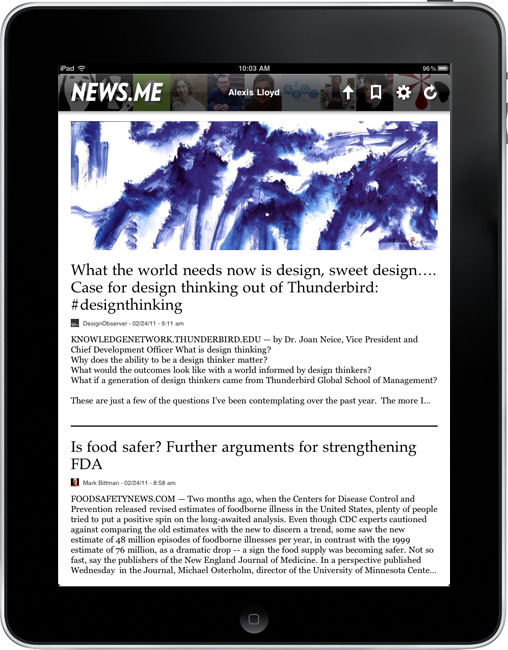 iPad 10:03 AM 96%
NEWS.ME Alexis Lloyd
What the world needs now is design, sweet design....
Case for design thinking out of Thunderbird:
#designthinking
DesignObserver - 02/24/11 - 9:11 am
KNOWLEDGENETWORK.THUNDERBIRD.EDU — by Dr. Joan Neice, Vice President and
Chief Development Officer What is design thinking?
Why does the ability to be a design thinker matter?
What would the outcomes look like with a world informed by design thinkers?
What if a generation of design thinkers came from Thunderbird Global School of Management?
These are just a few of the questions I've been contemplating over the past year. The more I...
Is food safer? Further arguments for strengthening
FDA
Mark Bittman - 02/24/11 - 8:58 am
FOODSAFETYNEWS.COM — Two months ago, when the Centers for Disease Control and
Prevention released revised estimates of foodborne illness in the United States, plenty of people
tried to put a positive spin on the long-awaited analysis. Even though CDC experts cautioned
against comparing the old estimates with the new to discern a trend, some saw the new
estimate of 48 million episodes of foodborne illnesses per year, in contrast with the 1999
estimate of 76 million, as a dramatic drop -- a sign the food supply was becoming safer. Not so
fast, say the publishers of the New England Journal of Medicine. In a perspective published
Wednesday in the Journal, Michael Osterholm, director of the University of Minnesota Cente...